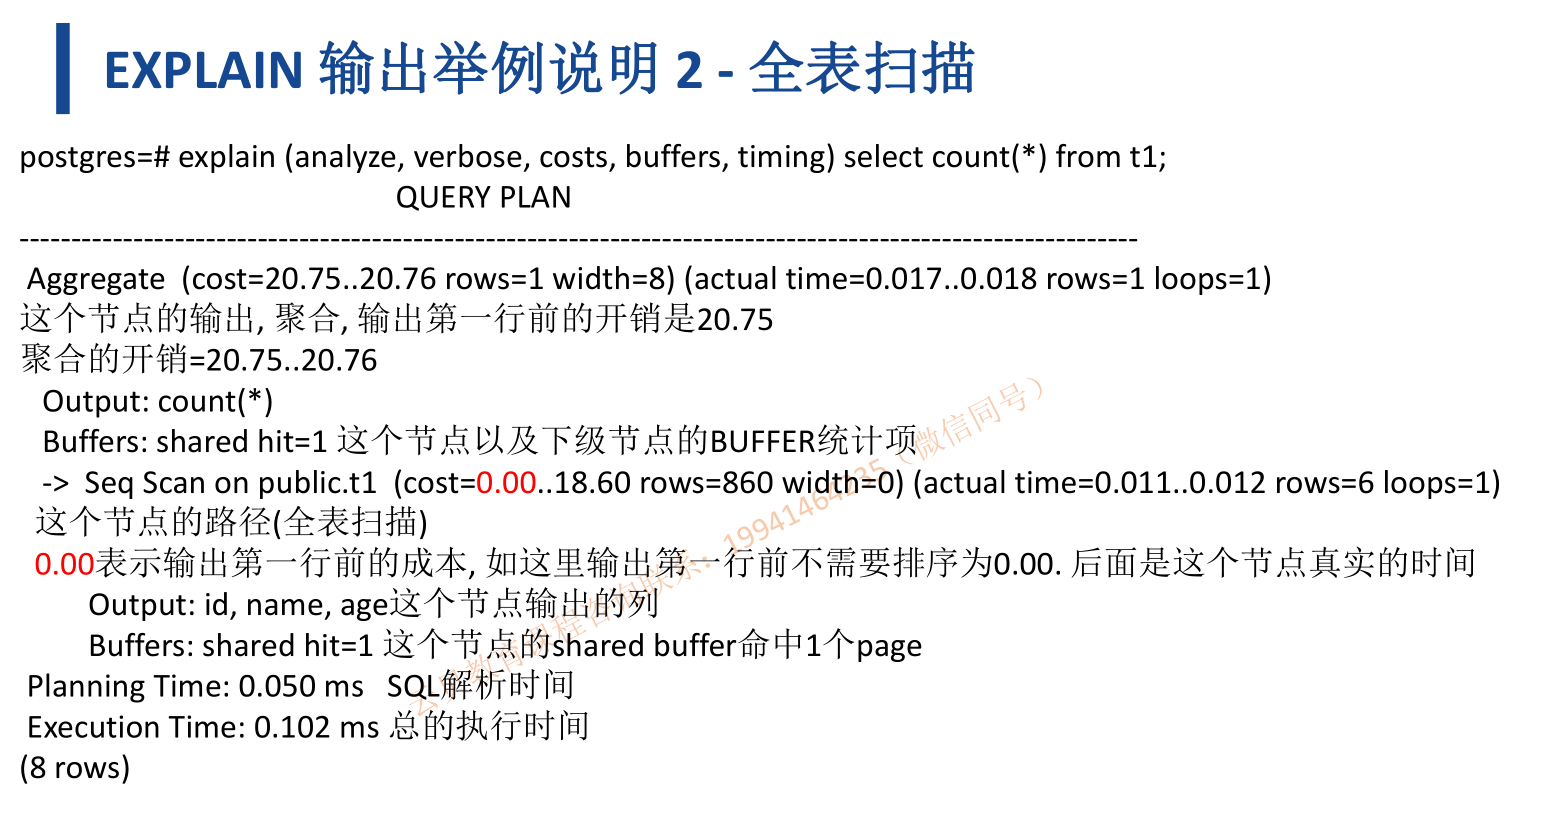 EXPLAIN 输出举例说明 2 - 全表扫描
postgres=# explain (analyze, verbose, costs, buffers, timing) select count(*) from t1;
QUERY PLAN
-----------------------------------------------------------------------------------------------------------
Aggregate (cost=20.75..20.76 rows=1 width=8) (actual time=0.017..0.018 rows=1 loops=1)
这个节点的输出, 聚合, 输出第一行前的开销是20.75
聚合的开销=20.75..20.76
Output: count(*)
Buffers: shared hit=1 这个节点以及下级节点的BUFFER统计项
-> Seq Scan on public.t1 (cost=0.00..18.60 rows=860 width=0) (actual time=0.011..0.012 rows=6 loops=1)
这个节点的路径(全表扫描)
0.00表示输出第一行前的成本, 如这里输出第一行前不需要排序为0.00. 后面是这个节点真实的时间
Output: id, name, age这个节点输出的列
Buffers: shared hit=1 这个节点的shared buffer命中1个page
Planning Time: 0.050 ms SQL解析时间
Execution Time: 0.102 ms 总的执行时间
(8 rows)
教育课程咨询联系：19941464235（微信同号）